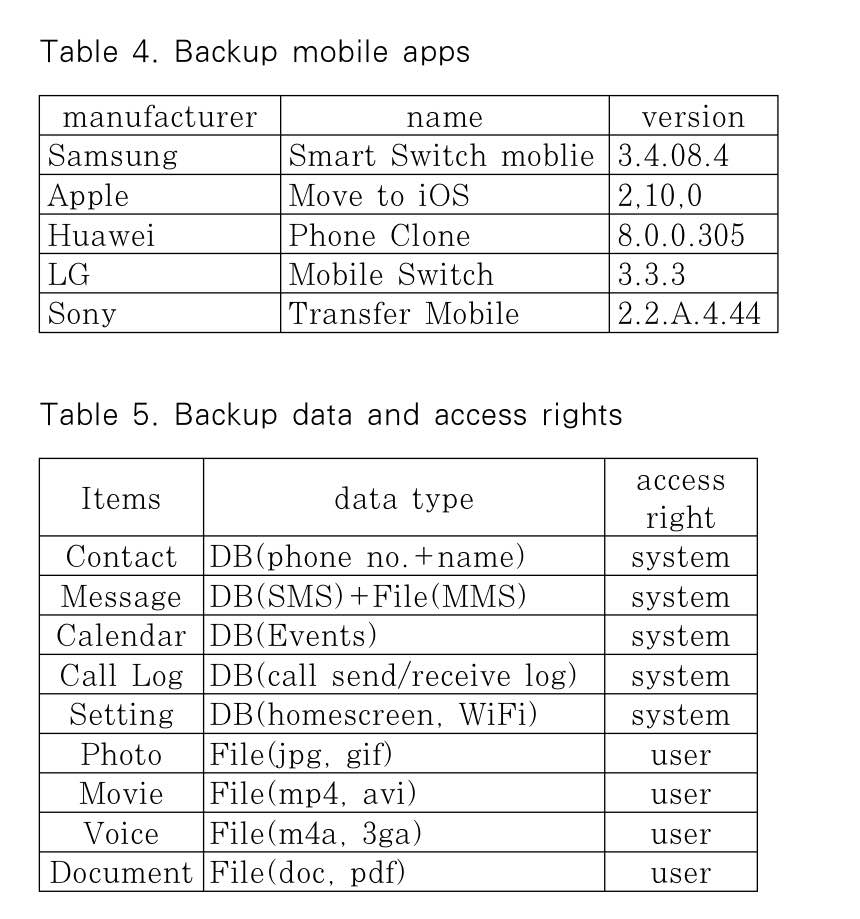 Table 4. Backup mobile apps
manufacturer name version
Samsung Smart Switch moblie 3.4.08.4
Apple Move to iOS 2,10,0
Huawei Phone Clone 8.0.0.305
LG Mobile Switch 3.3.3
Sony Transfer Mobile 2.2.A.4.44
Table 5. Backup data and access rights
Items data type access right
Contact DB(phone no.+name) system
Message DB(SMS)+File(MMS) system
Calendar DB(Events) system
Call Log DB(call send/receive log) system
Setting DB(homescreen, WiFi) system
Photo File(jpg, gif) user
Movie File(mp4, avi) user
Voice File(m4a, 3ga) user
Document File(doc, pdf) user